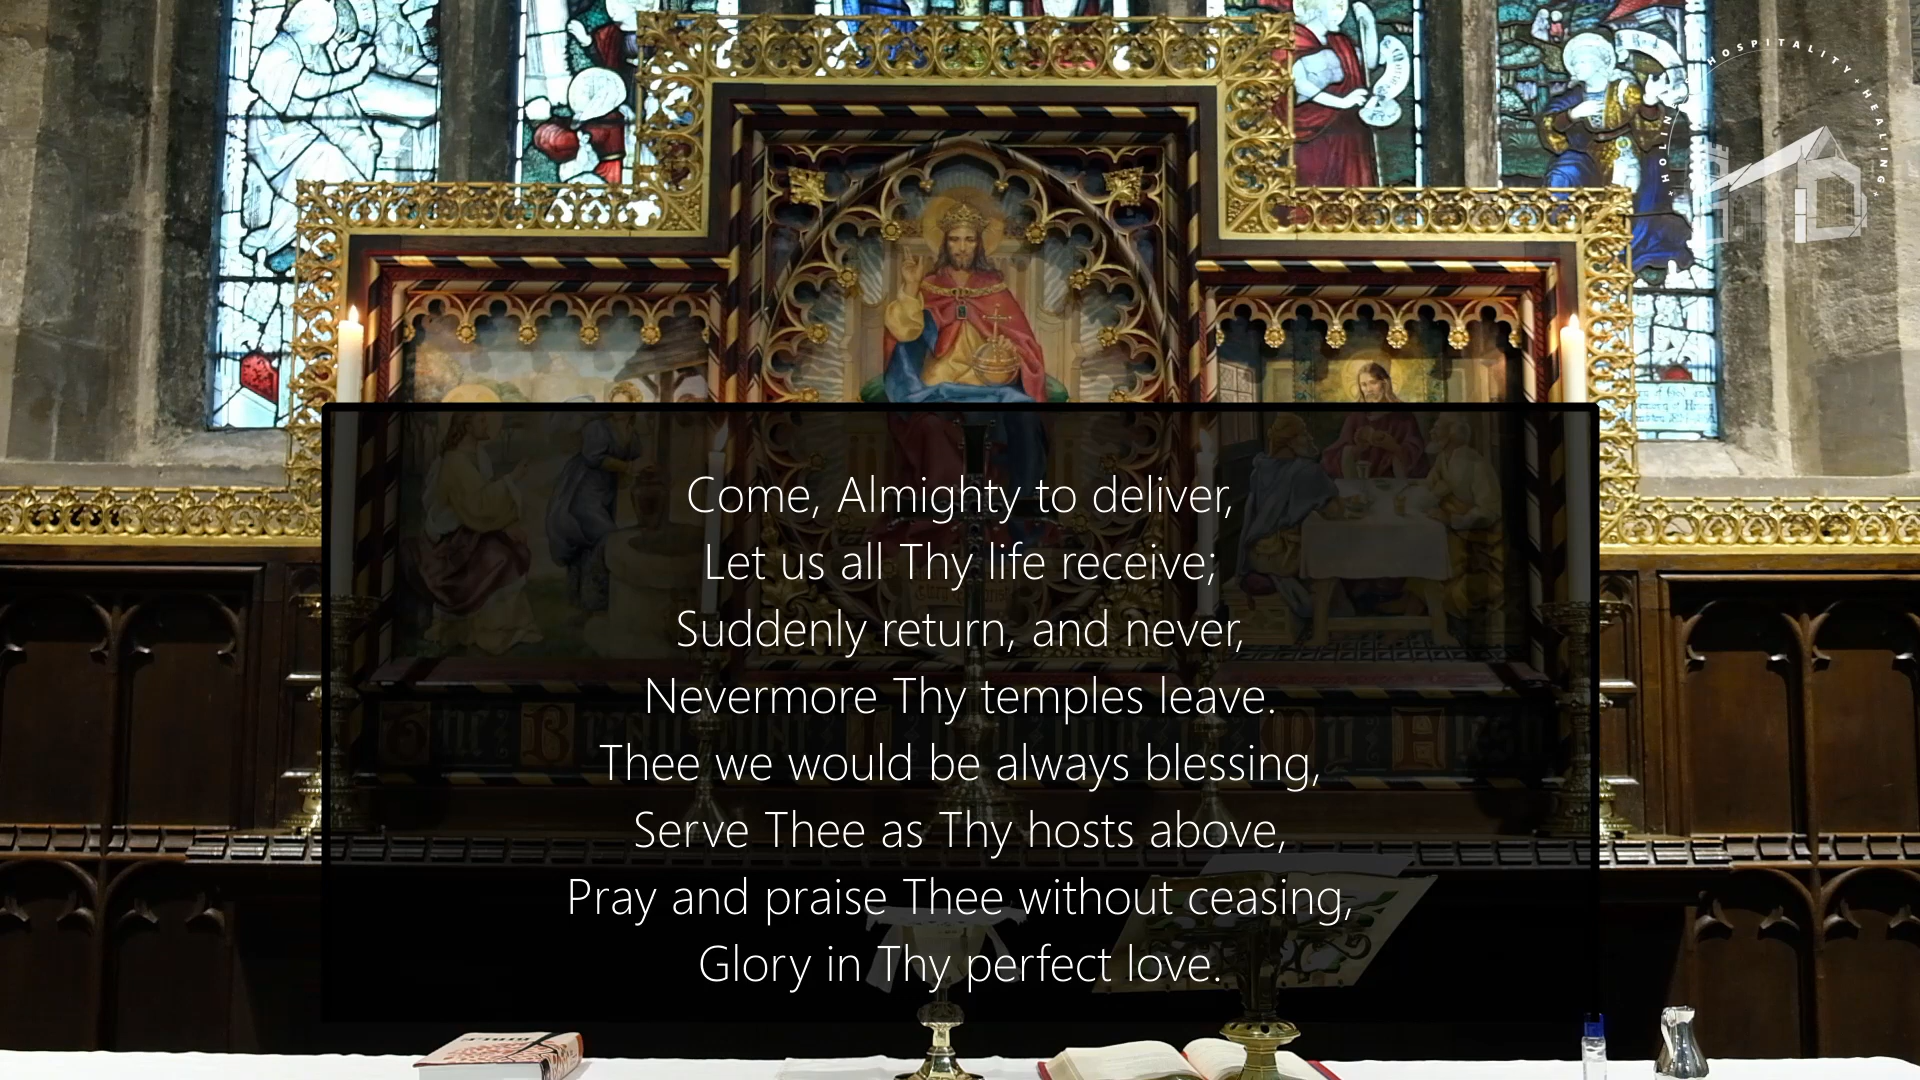 HOLINESS + HOSPITALITY + HEALING +
Come, Almighty to deliver,
Let us all Thy life receive;
Suddenly return, and never,
Nevermore Thy temples leave.
Thee we would be always blessing,
Serve Thee as Thy hosts above,
Pray and praise Thee without ceasing,
Glory in Thy perfect love.